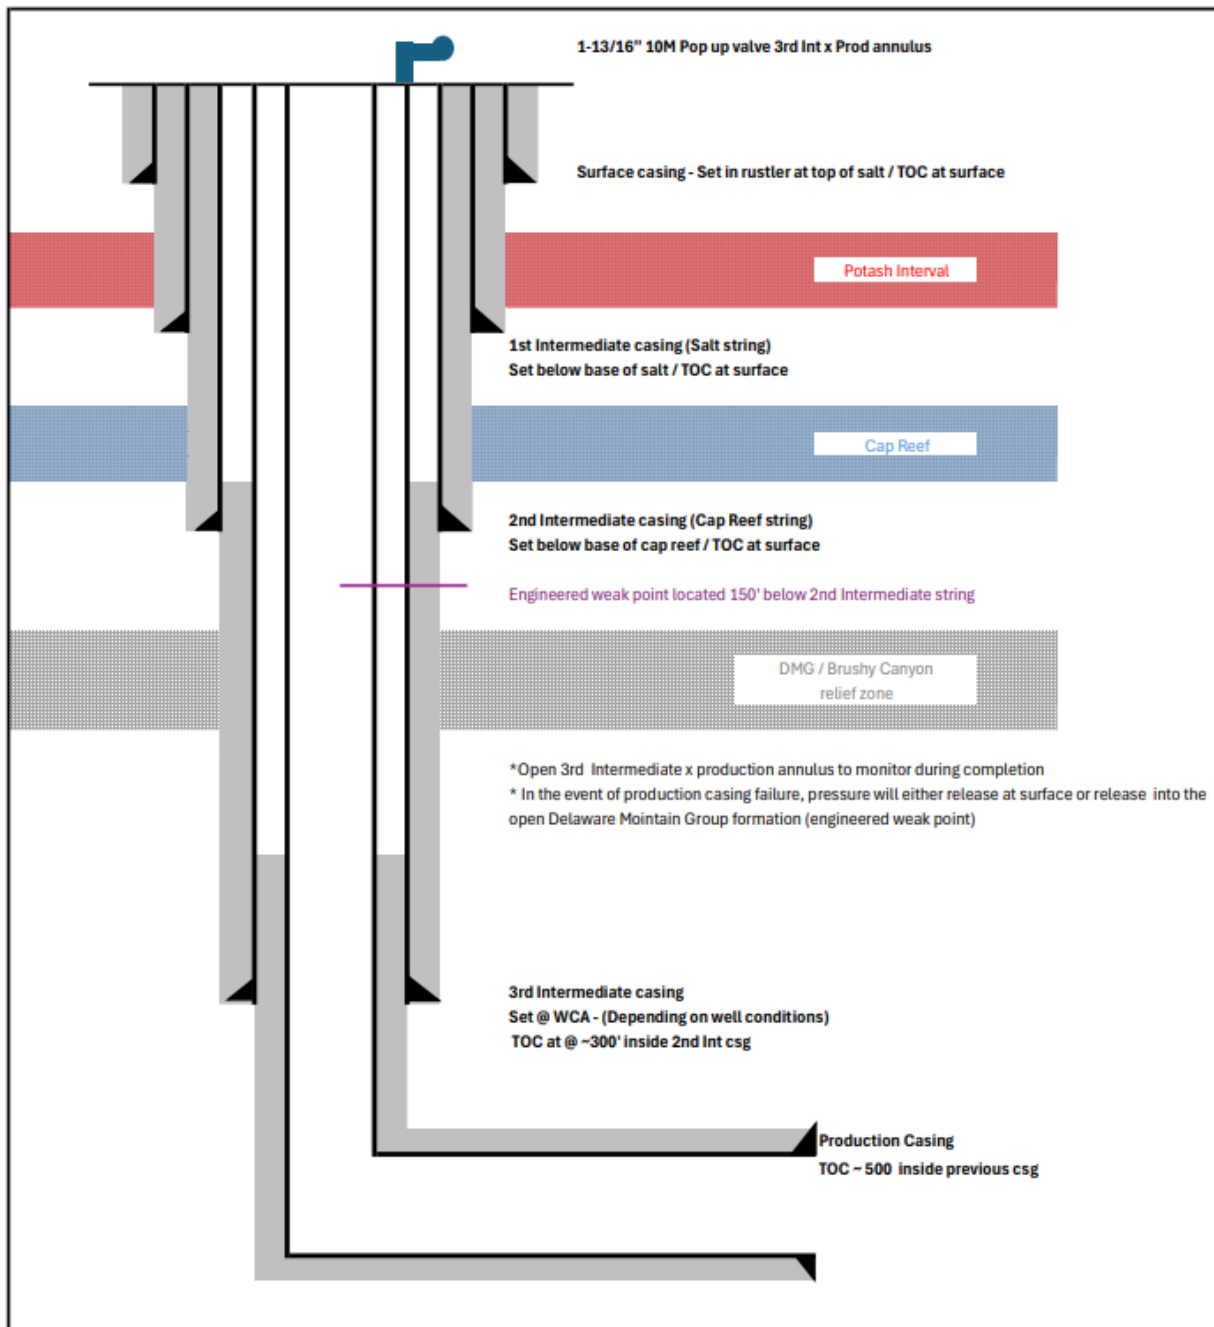 1-13/16" 10M Pop up valve 3rd Int x Prod annulus
Surface casing - Set in rustler at top of salt / TOC at surface
Potash Interval
1st Intermediate casing (Salt string)
Set below base of salt / TOC at surface
Cap Reef
2nd Intermediate casing (Cap Reef string)
Set below base of cap reef / TOC at surface
Engineered weak point located 150' below 2nd Intermediate string
DMG / Brushy Canyon
relief zone
*Open 3rd Intermediate x production annulus to monitor during completion
* In the event of production casing failure, pressure will either release at surface or release into the
open Delaware Mointain Group formation (engineered weak point)
3rd Intermediate casing
Set @ WCA - (Depending on well conditions)
TOC at @ ~300' inside 2nd Int csg
Production Casing
TOC ~ 500 inside previous csg